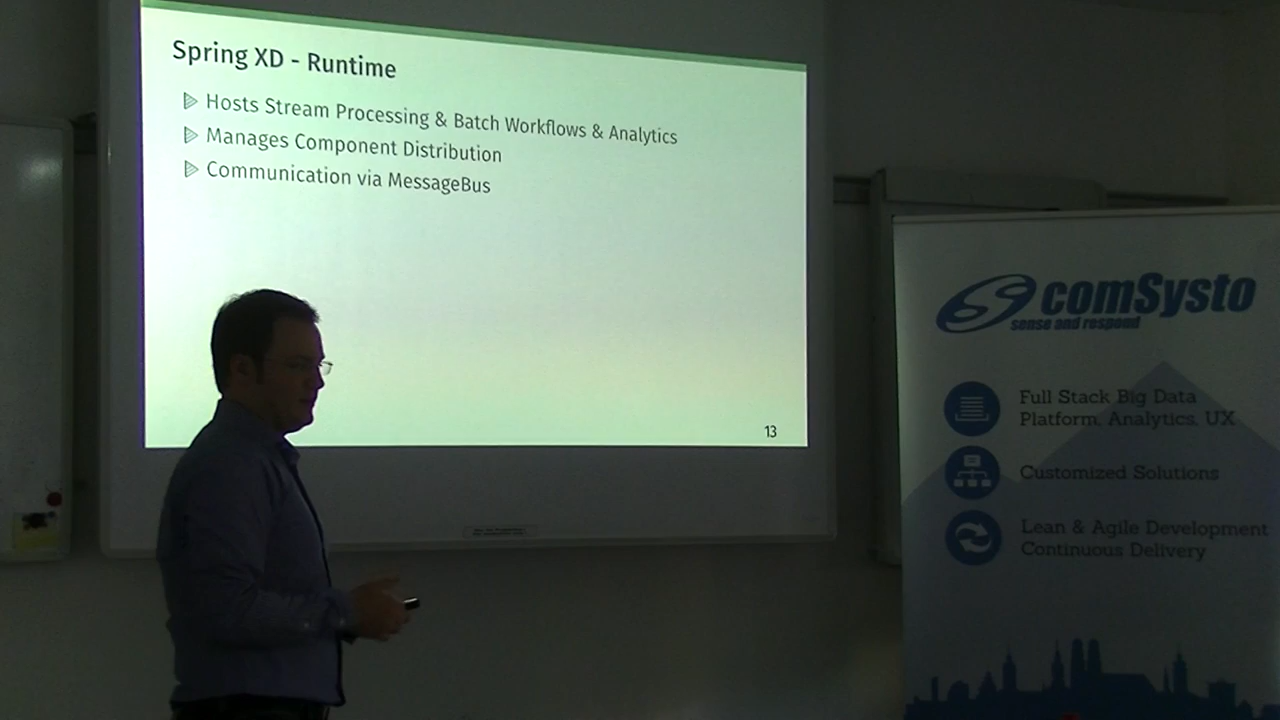 Spring XD - Runtime
Hosts Stream Processing & Batch Workflows & Analytics
Manages Component Distribution
Communication via MessageBus
13
comSysto
sense and respond
Full Stack Big Data
Platform, Analytics, UX
Customized Solutions
Lean & Agile Development
Continuous Delivery